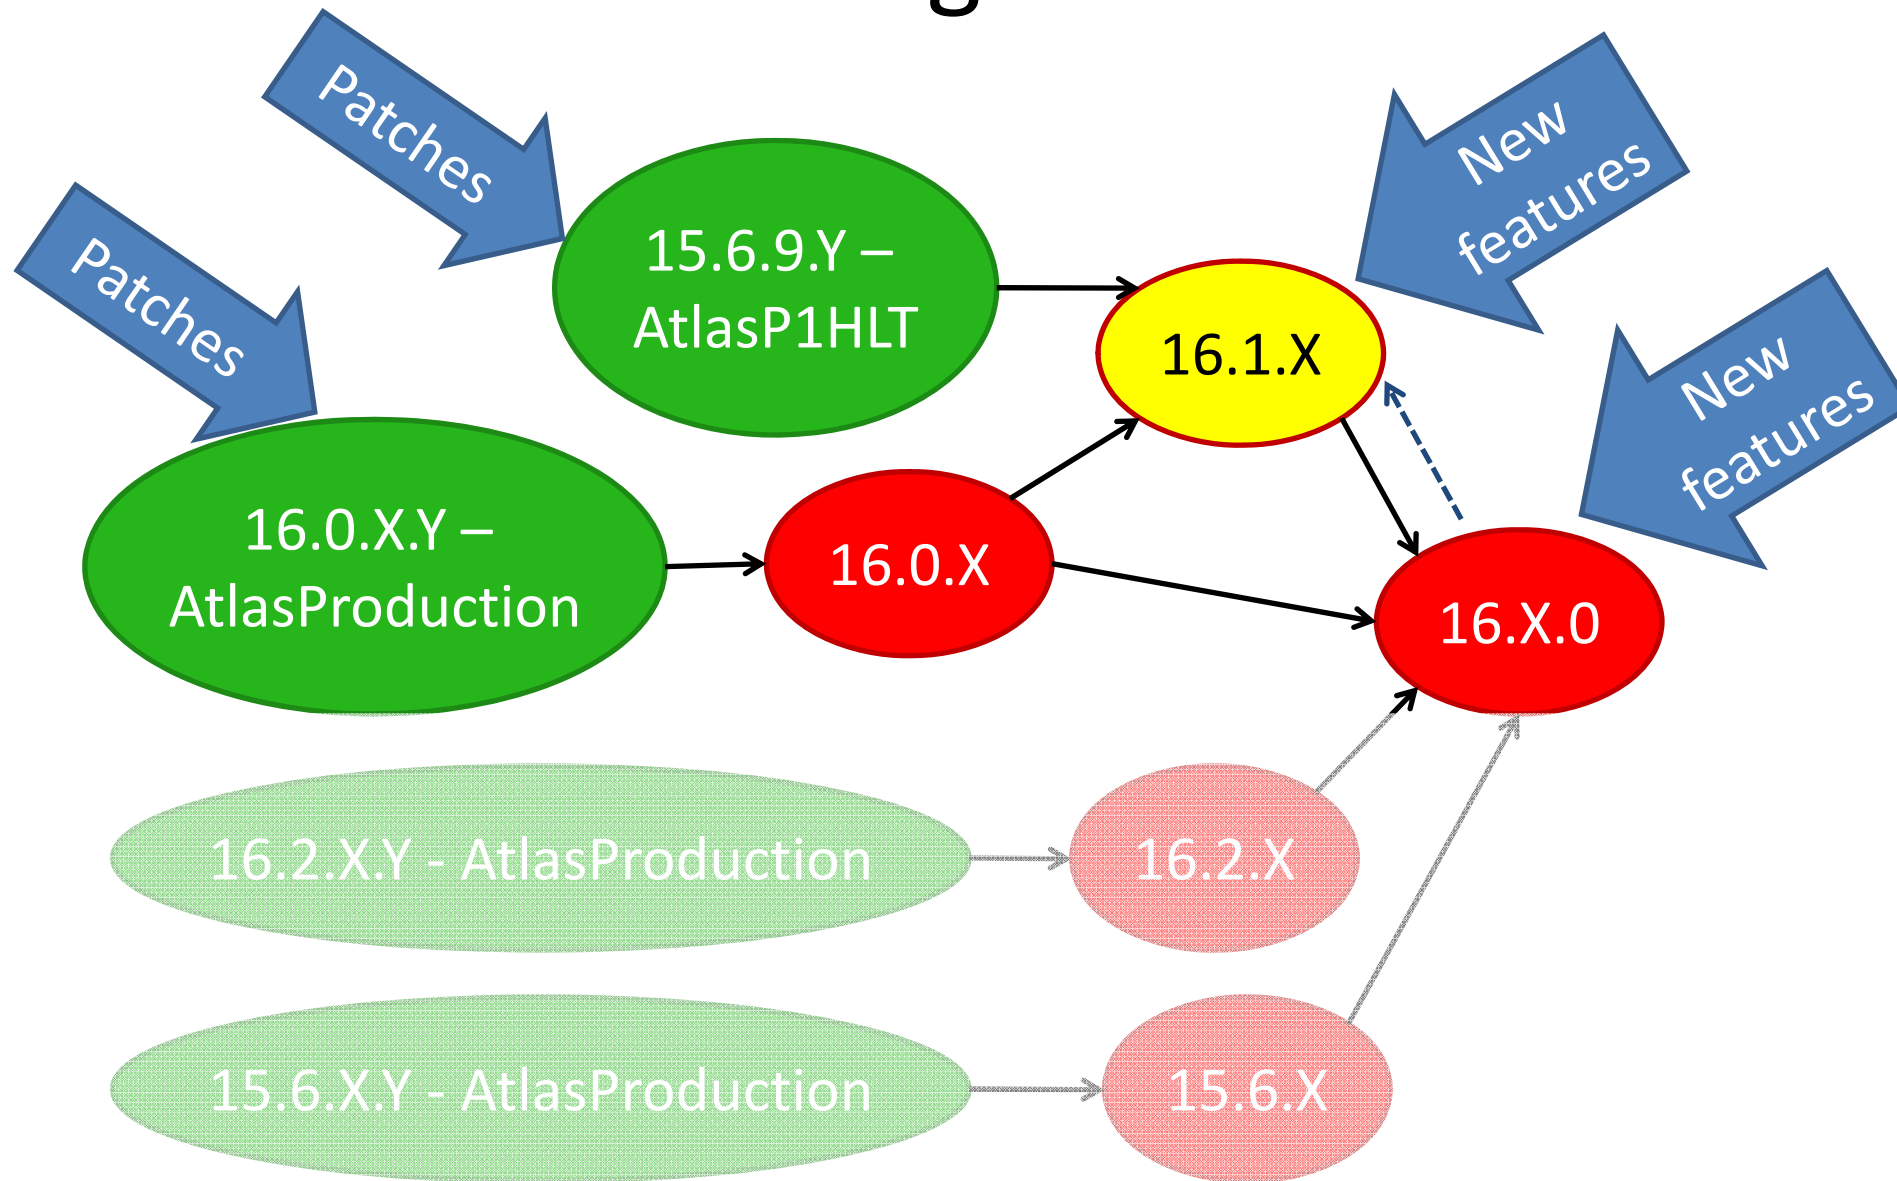 g
Patches
Patches
New
features
New
features
15.6.9.Y –
AtlasP1HLT
16.1.X
16.0.X.Y –
AtlasProduction
16.0.X
16.X.0
16.2.X.Y - AtlasProduction
16.2.X
15.6.X.Y - AtlasProduction
15.6.X